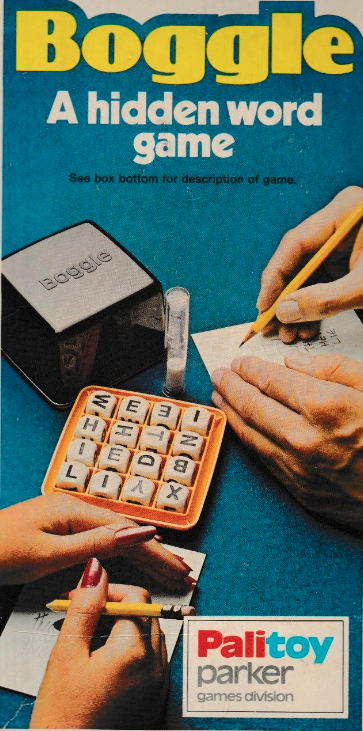 Boggle
A hidden word
game
See box bottom for description of game.
Boggle
W E E I
H H T Z
I E D B
L I A X
Palitoy
parker
games division